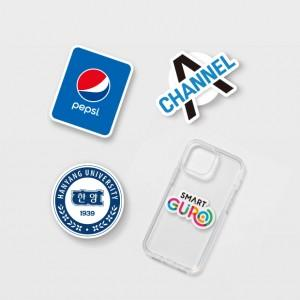 pepsi
A
CHANNEL
HANYANG UNIVERSITY
한양
1939
SMART
GURO